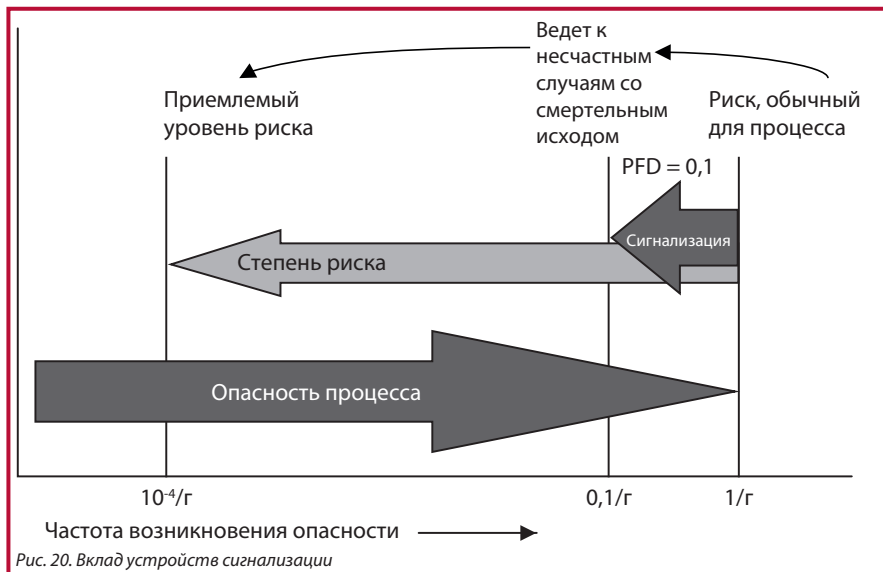 Ведет к
несчастным
случаям со
смертельным
исходом
Приемлемый
уровень риска
Риск, обычный
для процесса
PFD = 0,1
Сигнализация
Степень риска
Опасность процесса
10⁻⁴/г
0,1/г
1/г
Частота возникновения опасности
Рис. 20. Вклад устройств сигнализации